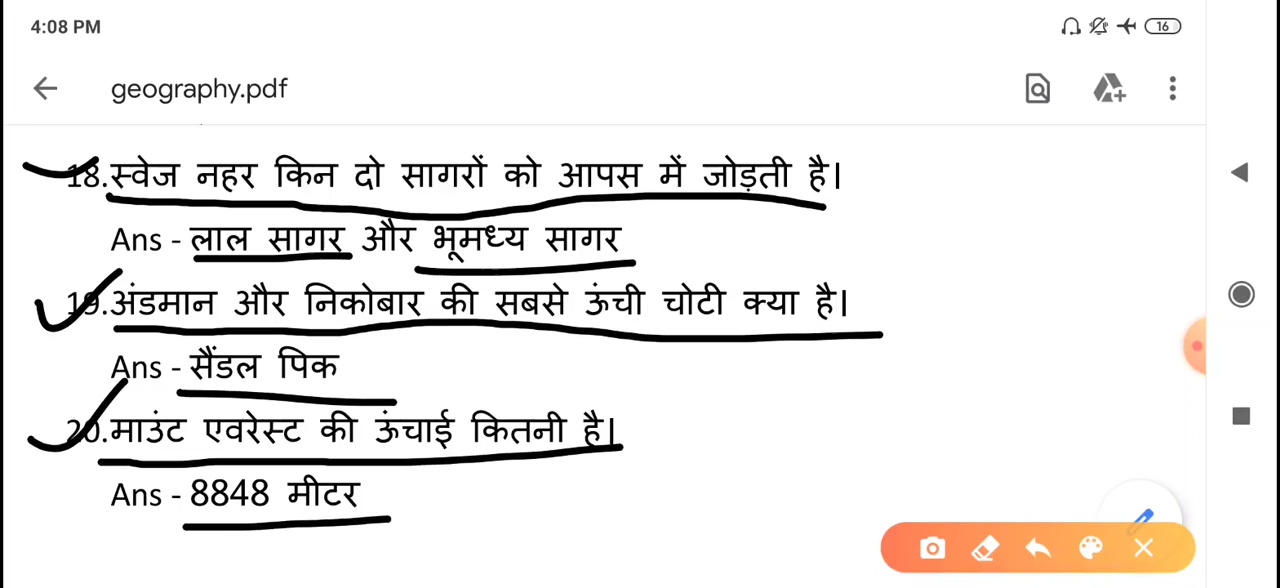 4:08 PM
16
geography.pdf
18.स्वेज नहर किन दो सागरों को आपस में जोड़ती है।
Ans - लाल सागर और भूमध्य सागर
19.अंडमान और निकोबार की सबसे ऊंची चोटी क्या है।
Ans - सैंडल पिक
20.माउंट एवरेस्ट की ऊंचाई कितनी है।
Ans - 8848 मीटर